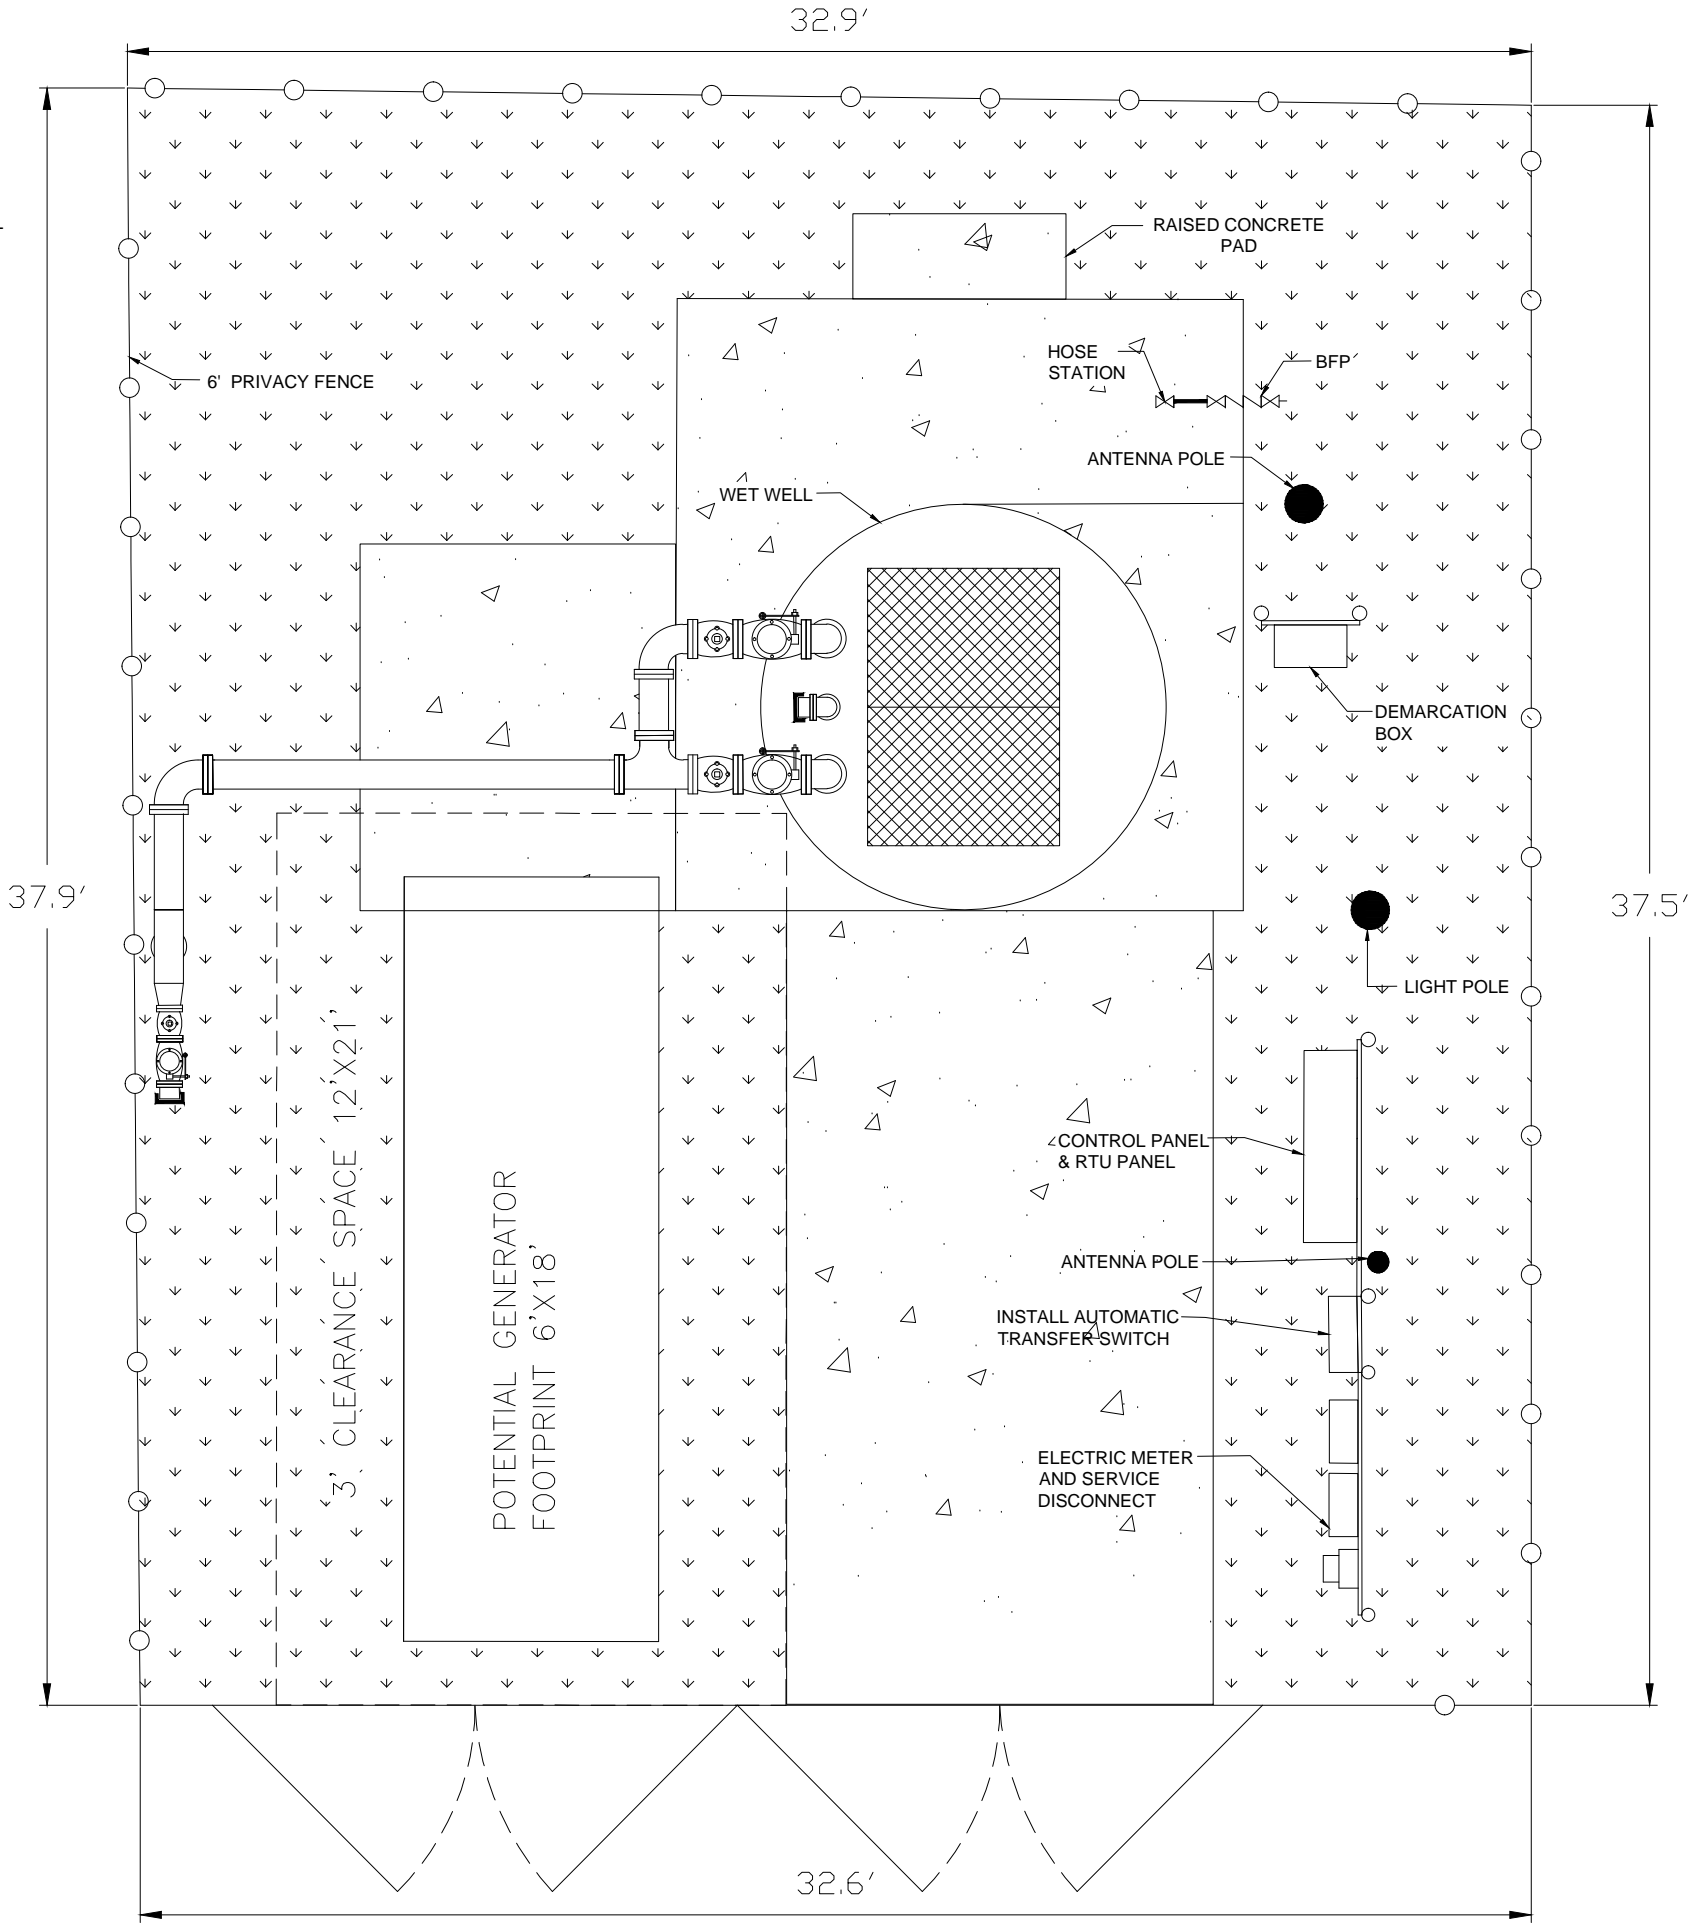 32.9'
RAISED CONCRETE
PAD
HOSE
STATION
BFP
6' PRIVACY FENCE
ANTENNA POLE
WET WELL
DEMARCATION
BOX
37.9'
37.5'
LIGHT POLE
3' CLEARANCE SPACE 12'X21'
POTENTIAL GENERATOR
FOOTPRINT 6'X18'
CONTROL PANEL
& RTU PANEL
ANTENNA POLE
INSTALL AUTOMATIC
TRANSFER SWITCH
ELECTRIC METER
AND SERVICE
DISCONNECT
32.6'